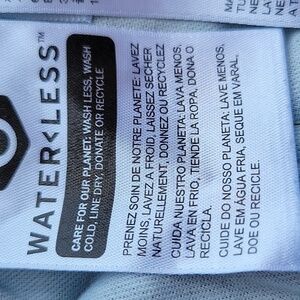 WATER<LESS™
CARE FOR OUR PLANET: WASH LESS, WASH
COLD, LINE DRY, DONATE OR RECYCLE
PRENEZ SOIN DE NOTRE PLANETE: LAVEZ
MOINS, LAVEZ A FROID, LAISSEZ SECHER
NATURELLEMENT, DONNEZ OU RECYCLEZ
CUIDA NUESTRO PLANETA: LAVA MENOS,
LAVA EN FRIO, TIENDE LA ROPA, DONA O
RECICLA.
CUIDE DO NOSSO PLANETA: LAVE MENOS,
LAVE EM ÁGUA FRIA, SEQUE EM VARAL,
DOE OU RECICLE.